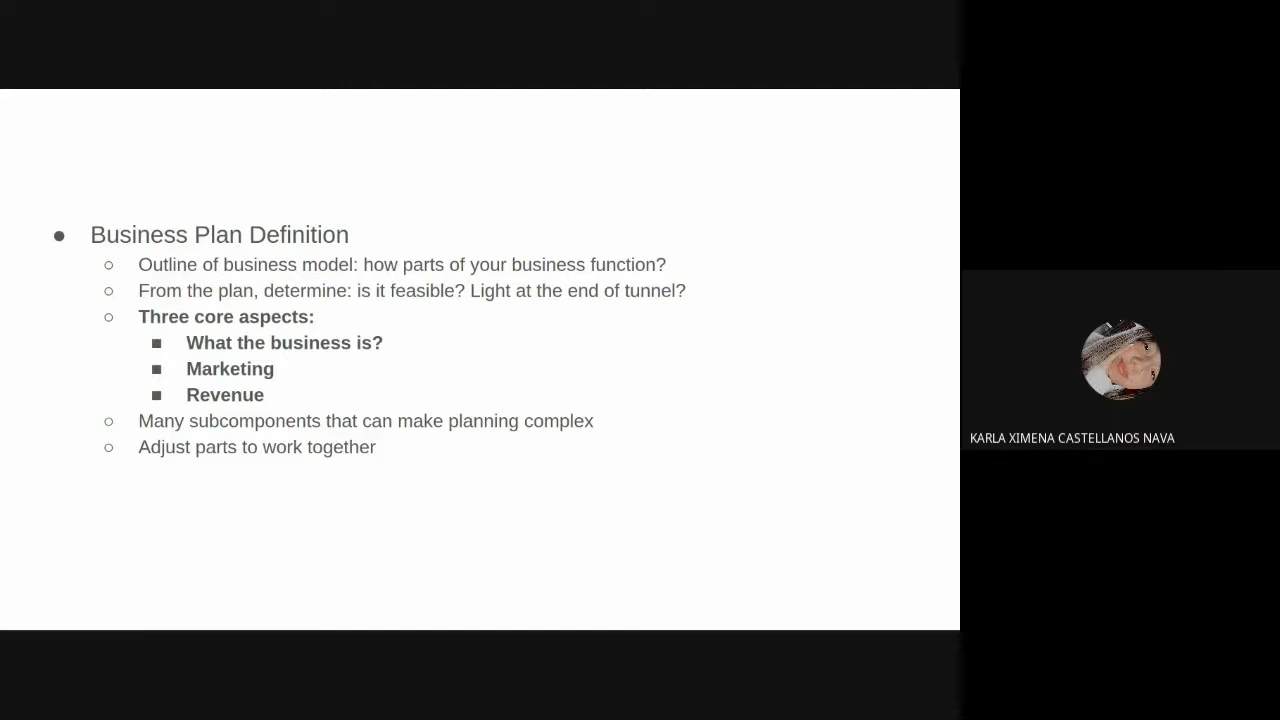 Business Plan Definition
Outline of business model: how parts of your business function?
From the plan, determine: is it feasible? Light at the end of tunnel?
Three core aspects:
What the business is?
Marketing
Revenue
Many subcomponents that can make planning complex
Adjust parts to work together
KARLA XIMENA CASTELLANOS NAVA